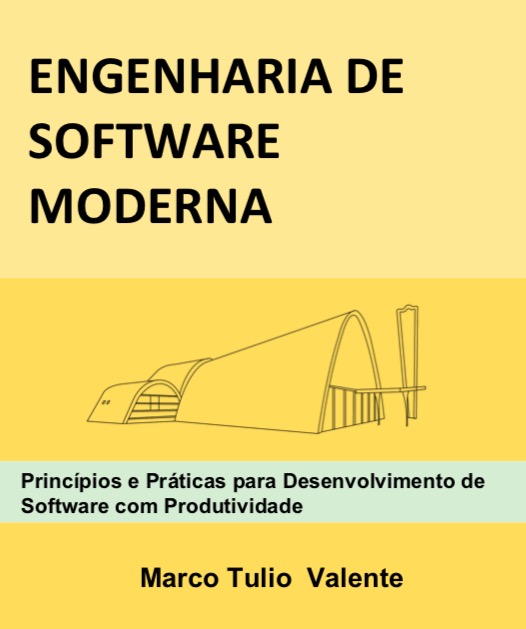 ENGENHARIA DE
SOFTWARE
MODERNA
Princípios e Práticas para Desenvolvimento de
Software com Produtividade
Marco Tulio Valente